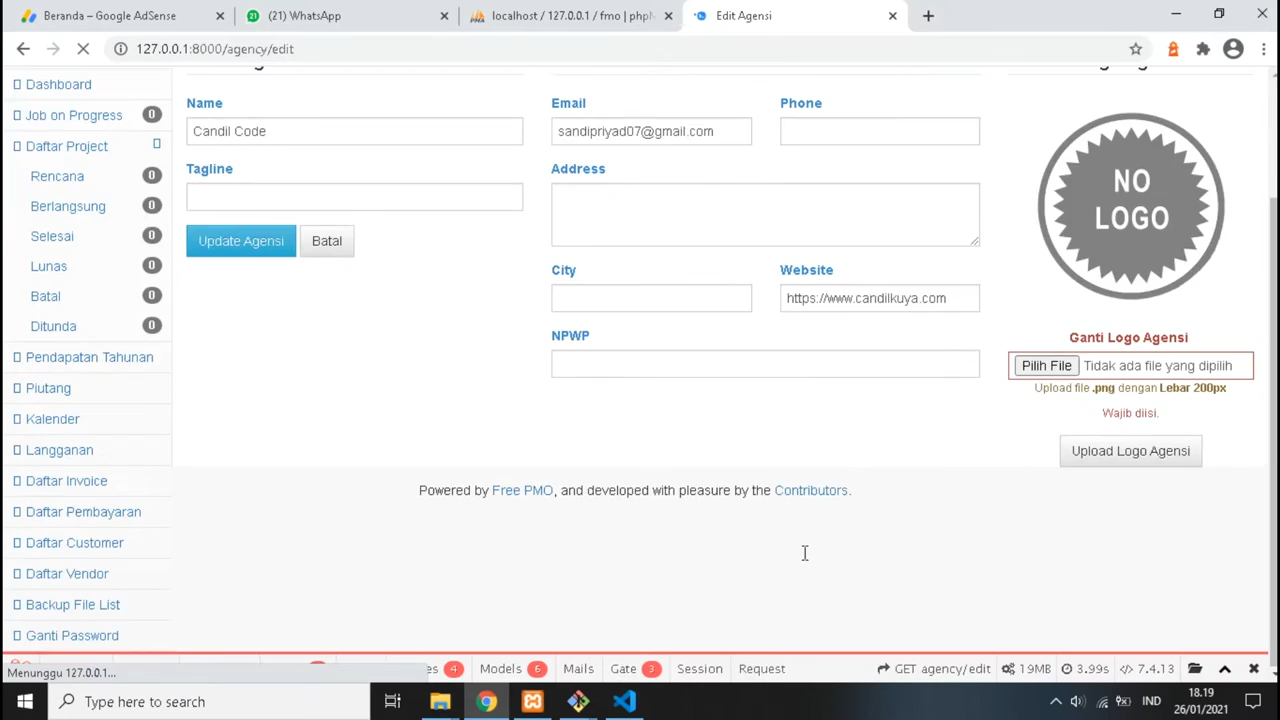 Beranda – Google AdSense
(21) WhatsApp
localhost / 127.0.0.1 / fmo | phpM
Edit Agensi
127.0.0.1:8000/agency/edit
Dashboard
Job on Progress 0
Daftar Project
Rencana 0
Berlangsung 0
Selesai 0
Lunas 0
Batal 0
Ditunda 0
Pendapatan Tahunan
Piutang
Kalender
Langganan
Daftar Invoice
Daftar Pembayaran
Daftar Customer
Daftar Vendor
Backup File List
Ganti Password
Name
Candil Code
Tagline
Update Agensi
Batal
Email
sandipriyad07@gmail.com
Phone
Address
City
Website
https://www.candilkuya.com
NPWP
NO
LOGO
Ganti Logo Agensi
Pilih File Tidak ada file yang dipilih
Upload file .png dengan Lebar 200px
Wajib diisi.
Upload Logo Agensi
Powered by Free PMO, and developed with pleasure by the Contributors.
Menunggu 127.0.0.1...
4 Models 6 Mails Gate 3 Session Request
GET agency/edit 19MB 3.99s 7.4.13
Type here to search
IND
18.19
26/01/2021